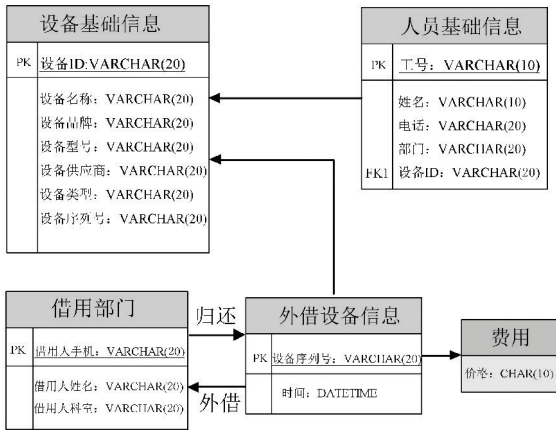 设备基础信息
PK 设备ID:VARCHAR(20)
设备名称：VARCHAR(20)
设备品牌：VARCHAR(20)
设备型号：VARCHAR(20)
设备供应商：VARCHAR(20)
设备类型：VARCHAR(20)
设备序列号：VARCHAR(20)
人员基础信息
PK 工号：VARCHAR(10)
姓名：VARCHAR(10)
电话：VARCHAR(20)
部门：VARCHAR(20)
FK1 设备ID：VARCHAR(20)
借用部门
PK 借用人手机：VARCHAR(20)
借用人姓名：VARCHAR(20)
借用人科室：VARCHAR(20)
归还
外借
外借设备信息
PK 设备序列号：VARCHAR(20)
时间：DATETIME
费用
价格：CHAR(10)